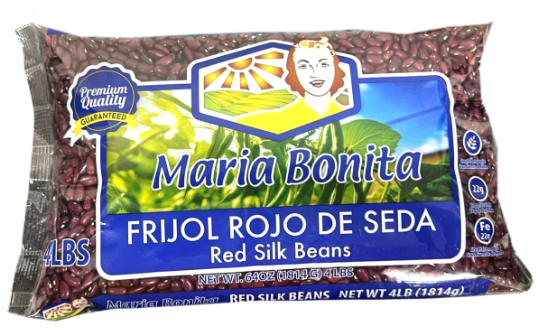 Premium
Quality
GUARANTEED
Maria Bonita
22g
FRIJOL ROJO DE SEDA
Fe
Red Silk Beans
4LBS
NET WT. 64OZ (1814 G) 4 LBS
Maria Bonita RED SILK BEANS NET WT 4LB (1814g)